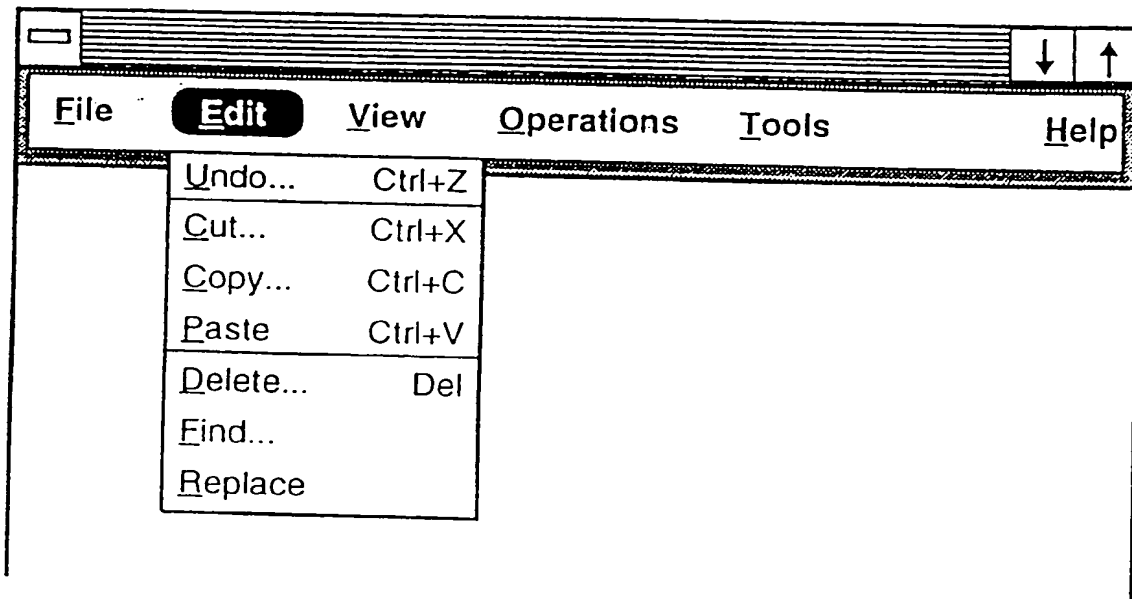 File Edit View Operations Tools Help
Undo... Ctrl+Z
Cut... Ctrl+X
Copy... Ctrl+C
Paste Ctrl+V
Delete... Del
Find...
Replace